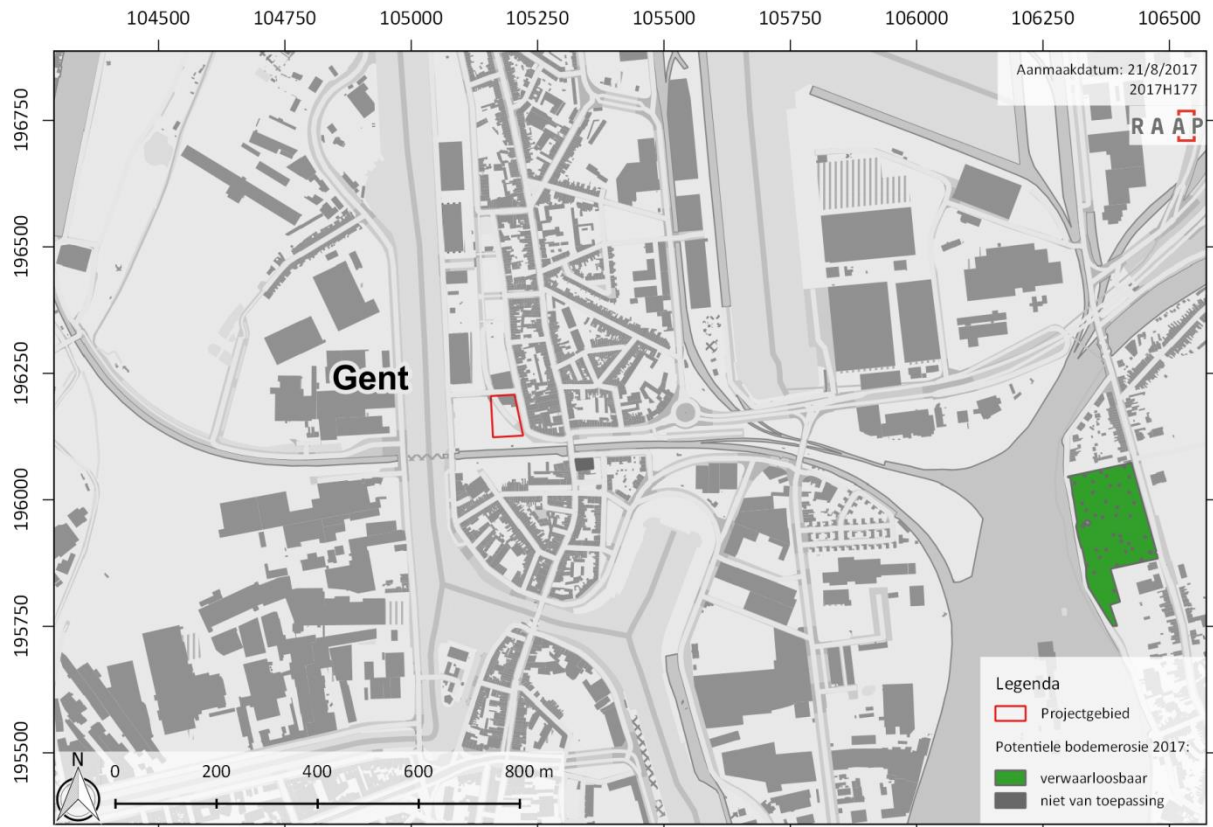 104500 104750 105000 105250 105500 105750 106000 106250 106500
Aanmaakdatum: 21/8/2017
2017H177
RAAP
196750
196500
196250
196000
195750
195500
Gent
Legenda
Projectgebied
Potentiele bodemerosie 2017:
verwaarloosbaar
niet van toepassing
N
0 200 400 600 800 m